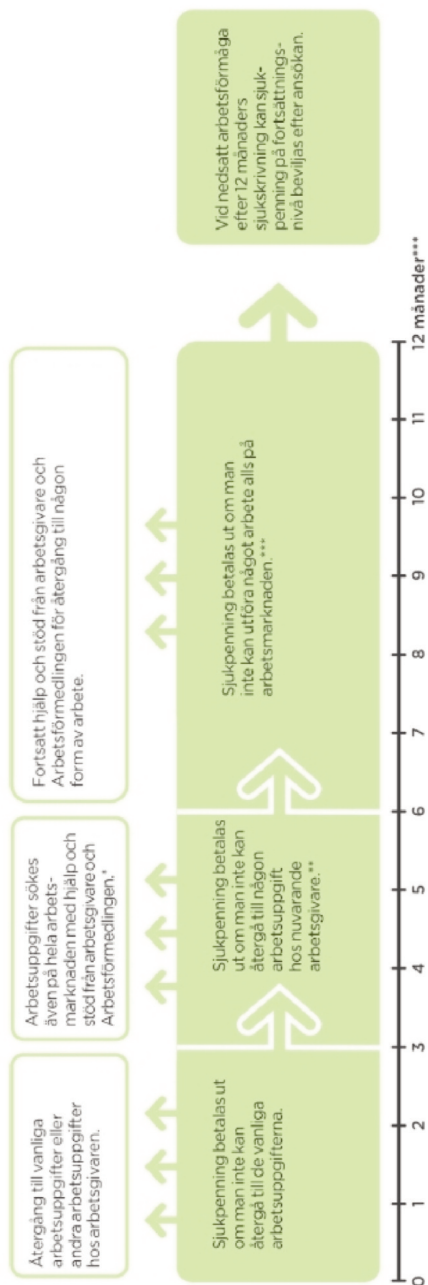 Återgång till vanliga
arbetsuppgifter eller
andra arbetsuppgifter
hos arbetsgivaren.
Arbetsuppgifter sökes
även på hela arbets-
marknaden med hjälp och
stöd från arbetsgivare och
Arbetsförmedlingen.*
Fortsatt hjälp och stöd från arbetsgivare och
Arbetsförmedlingen för återgång till någon
form av arbete.
Sjukpenning betalas ut
om man inte kan
återgå till de vanliga
arbetsuppgifterna.
Sjukpenning betalas
ut om man inte kan
återgå till någon
arbetsuppgift
hos nuvarande
arbetsgivare.**
Sjukpenning betalas ut om man
inte kan utföra något arbete alls på
arbetsmarknaden.***
Vid nedsatt arbetsförmåga
efter 12 månaders
sjukskrivning kan sjuk-
penning på fortsättnings-
nivå beviljas efter ansökan.
0 1 2 3 4 5 6 7 8 9 10 11 12 månader***